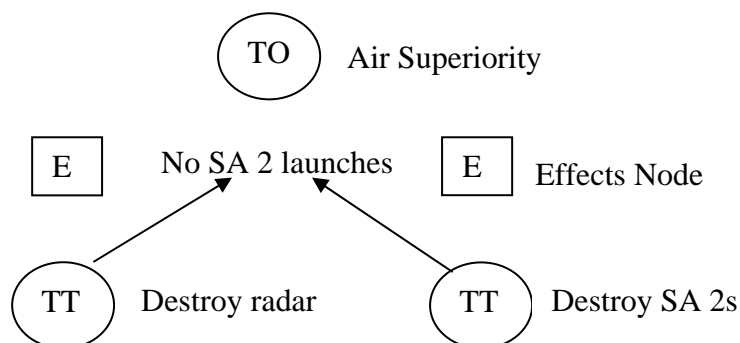 TO Air Superiority
E No SA 2 launches E Effects Node
TT Destroy radar TT Destroy SA 2s